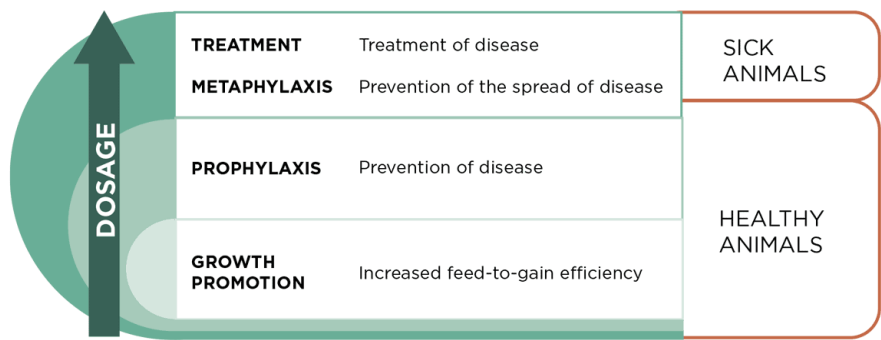 DOSAGE
TREATMENT Treatment of disease
METAPHYLAXIS Prevention of the spread of disease
PROPHYLAXIS Prevention of disease
GROWTH
PROMOTION Increased feed-to-gain efficiency
SICK
ANIMALS
HEALTHY
ANIMALS